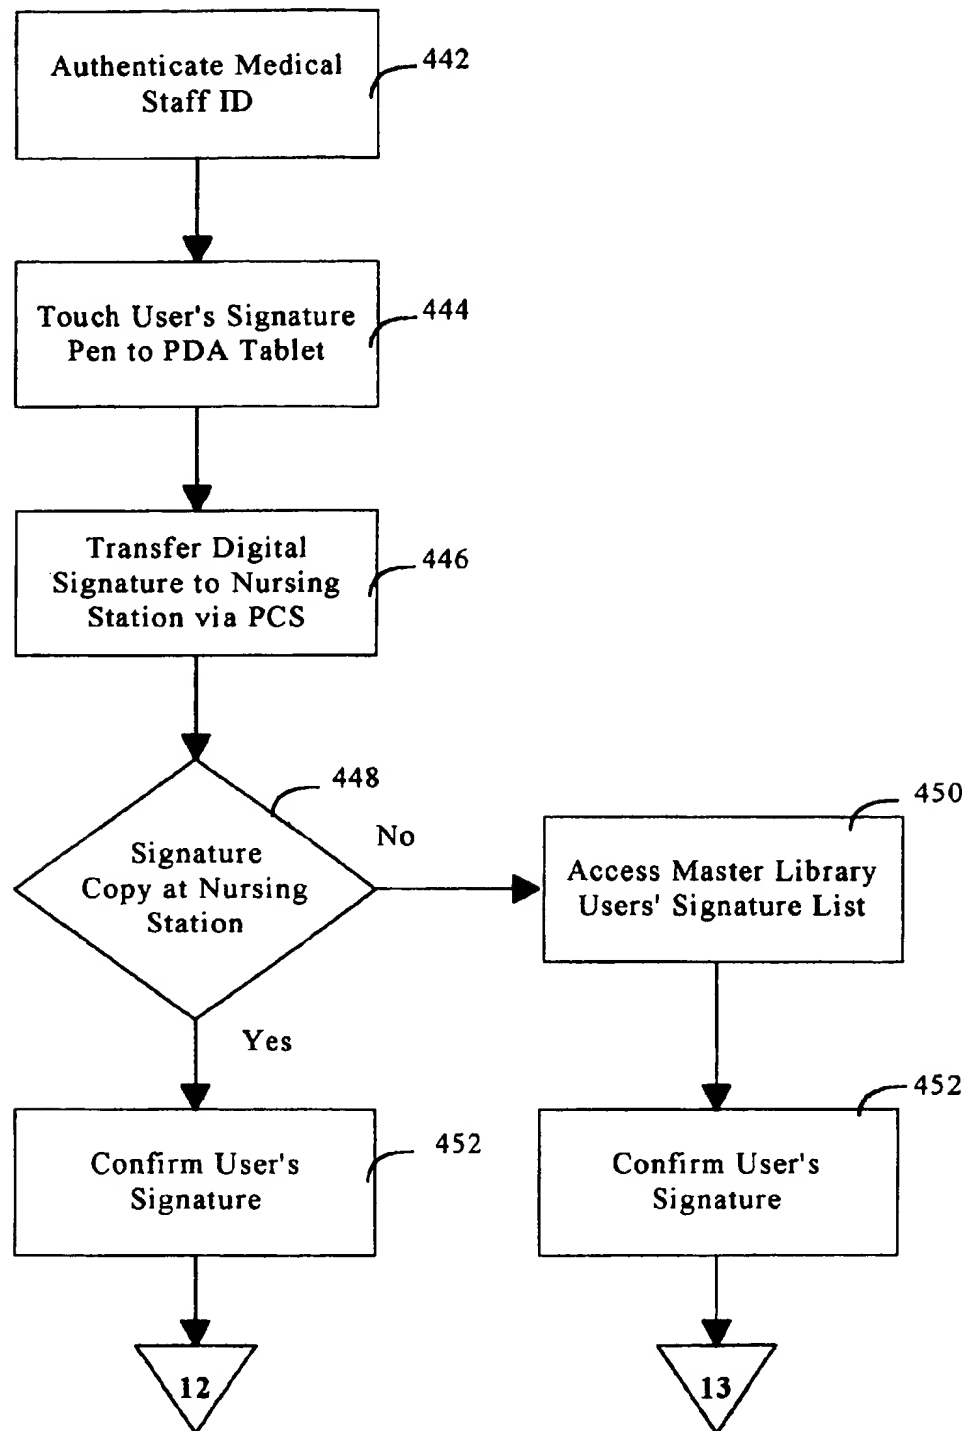 Authenticate Medical
Staff ID
442
Touch User's Signature
Pen to PDA Tablet
444
Transfer Digital
Signature to Nursing
Station via PCS
446
448
Signature
Copy at Nursing
Station
No
450
Access Master Library
Users' Signature List
Yes
452
Confirm User's
Signature
452
Confirm User's
Signature
12
13